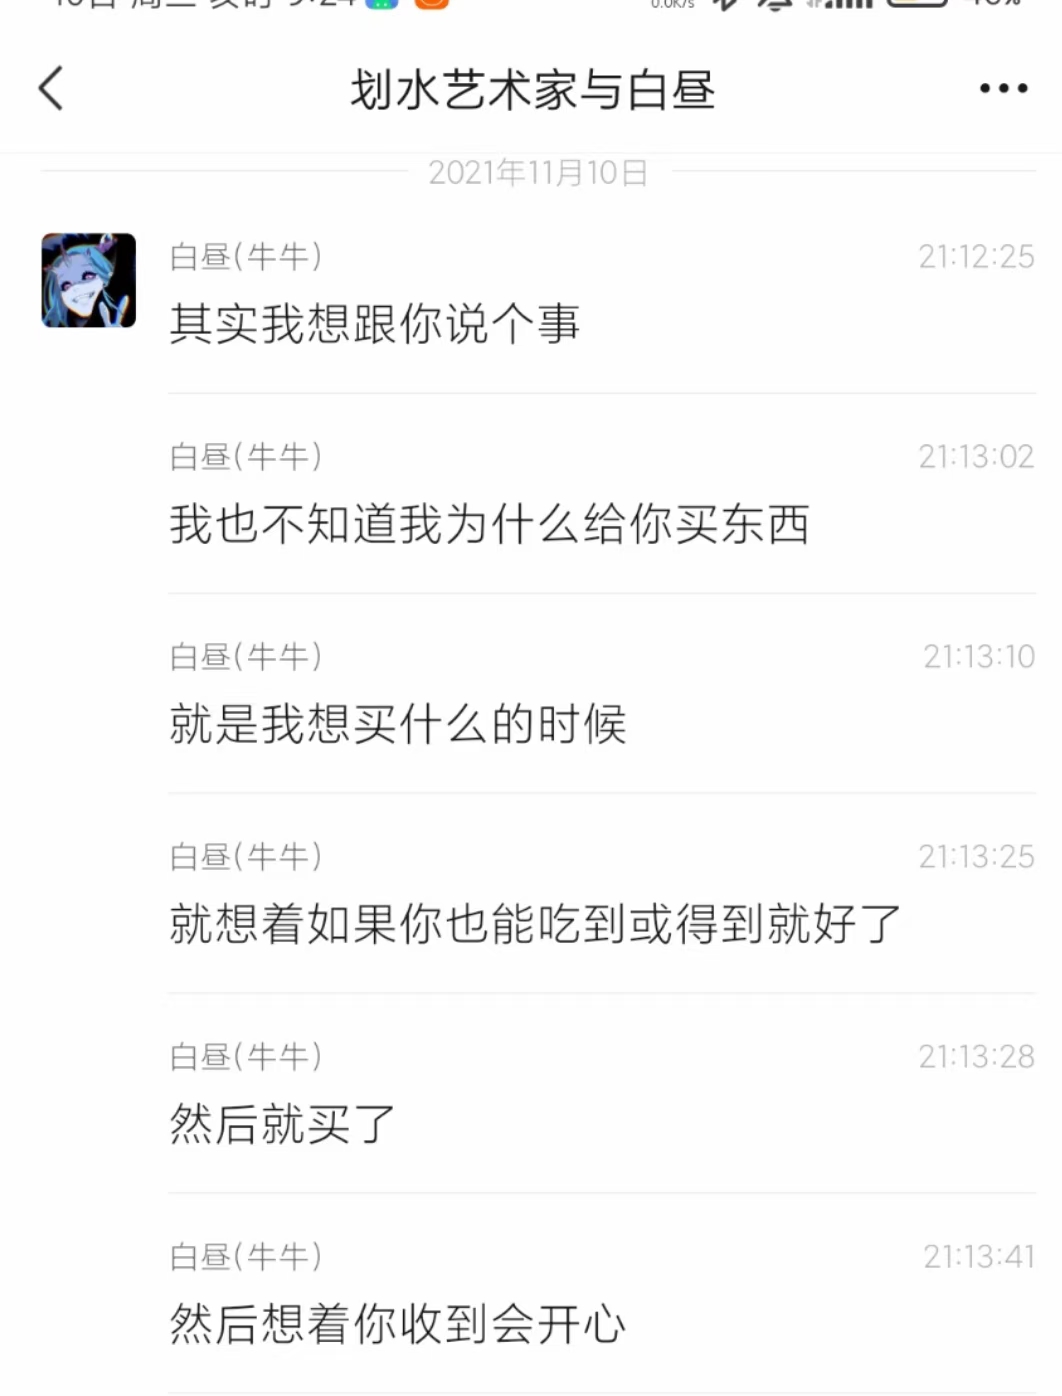 划水艺术家与白昼
2021年11月10日
白昼(牛牛)
21:12:25
其实我想跟你说个事
白昼(牛牛)
21:13:02
我也不知道我为什么给你买东西
白昼(牛牛)
21:13:10
就是我想买什么的时候
白昼(牛牛)
21:13:25
就想着如果你也能吃到或得到就好了
白昼(牛牛)
21:13:28
然后就买了
白昼(牛牛)
21:13:41
然后想着你收到会开心